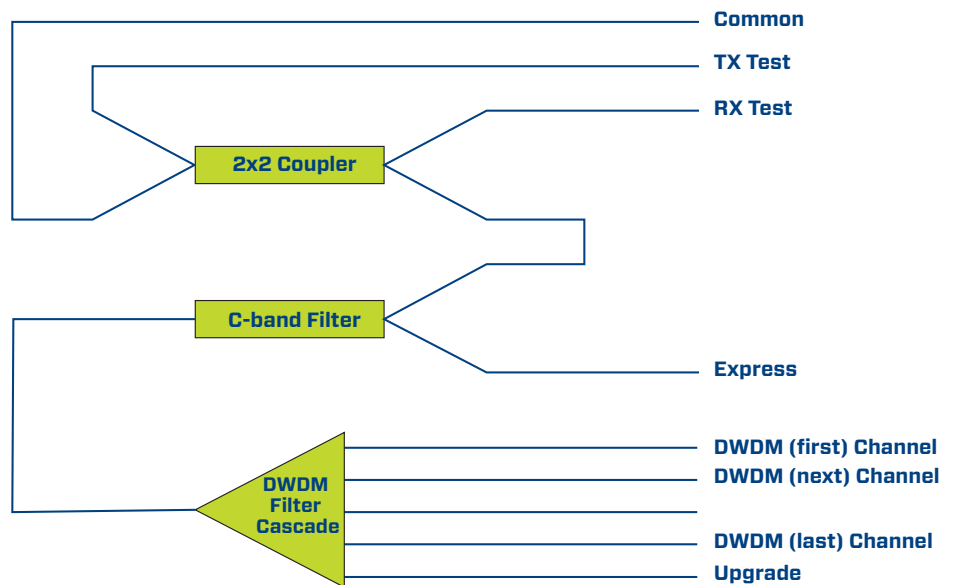 Common
TX Test
RX Test
2x2 Coupler
C-band Filter
Express
DWDM (first) Channel
DWDM (next) Channel
DWDM
Filter
Cascade
DWDM (last) Channel
Upgrade